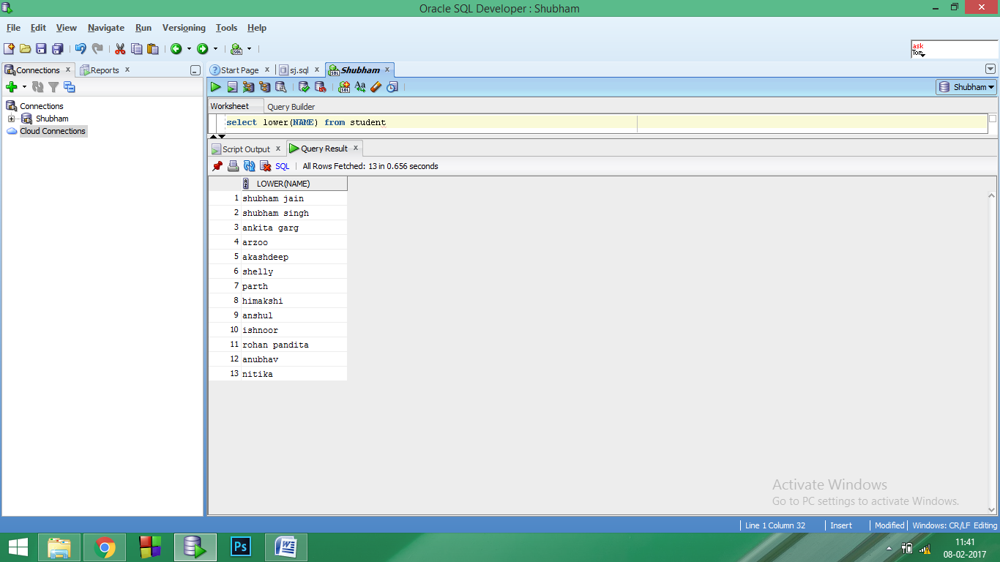 Oracle SQL Developer : Shubham
File Edit View Navigate Run Versioning Tools Help
ask
Tom
Connections x Reports x
Start Page x sj.sql x Shubham x
Shubham
Worksheet Query Builder
Connections
Shubham
Cloud Connections
select lower(NAME) from student
Script Output x Query Result x
SQL All Rows Fetched: 13 in 0.656 seconds
LOWER(NAME)
1 shubham jain
2 shubham singh
3 ankita garg
4 arzoo
5 akashdeep
6 shelly
7 parth
8 himakshi
9 anshul
10 ishnoor
11 rohan pandita
12 anubhav
13 nitika
Activate Windows
Go to PC settings to activate Windows.
Line 1 Column 32 Insert Modified Windows: CR/LF Editing
Ps
W
11:41
08-02-2017